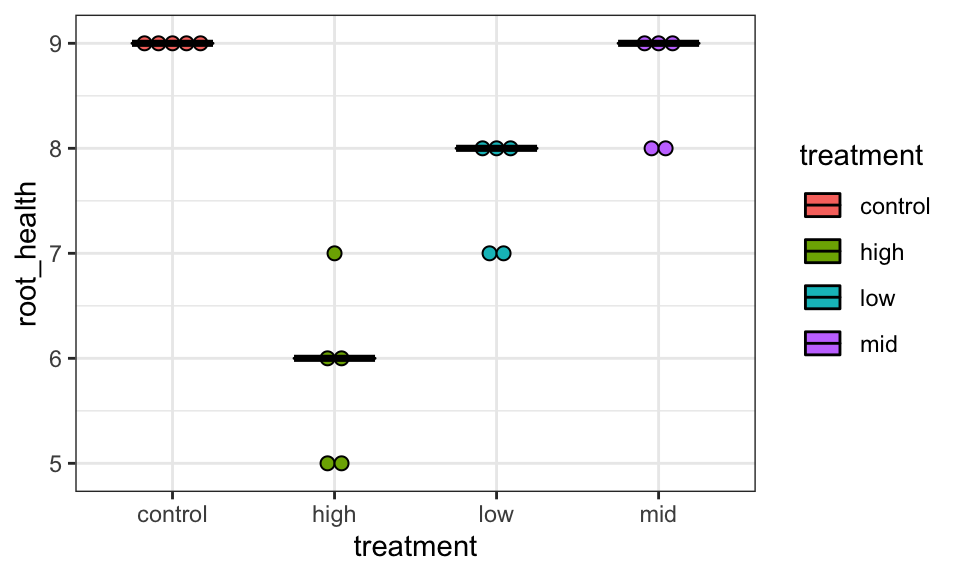 9
8
7
6
5
root_health
control high low mid
treatment
treatment
control
high
low
mid